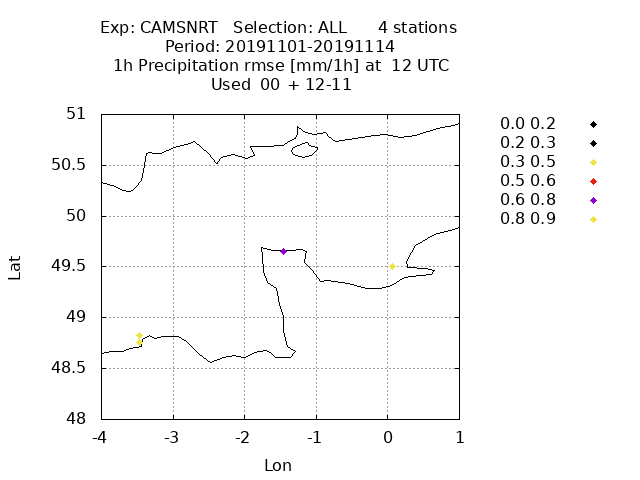 Exp: CAMSNRT   Selection: ALL      4 stations
Period: 20191101-20191114
1h Precipitation rmse [mm/1h] at  12 UTC
Used  00 + 12-11
51
50.5
50
49.5
49
48.5
48
Lat
-4 -3 -2 -1 0 1
Lon
0.0 0.2
0.2 0.3
0.3 0.5
0.5 0.6
0.6 0.8
0.8 0.9